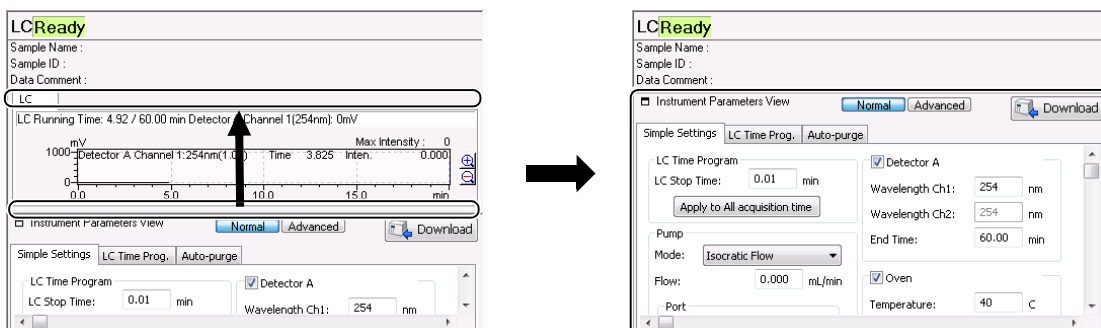 LC Ready
Sample Name :
Sample ID :
Data Comment :
LC
LC Running Time: 4.92 / 60.00 min Detector Channel 1(254nm): 0mV
mV
Max Intensity : 0
1000
Detector A Channel 1:254nm(1.0 Time 3.825 Inten. 0.000
0
0.0 5.0 10.0 15.0 min
Instrument Parameters View Normal Advanced Download
Simple Settings LC Time Prog. Auto-purge
LC Time Program
Detector A
LC Stop Time: 0.01 min
Wavelength Ch1: 254 nm
LC Ready
Sample Name :
Sample ID :
Data Comment :
Instrument Parameters View Normal Advanced Download
Simple Settings LC Time Prog. Auto-purge
LC Time Program
LC Stop Time: 0.01 min
Apply to All acquisition time
Pump
Mode: Isocratic Flow
Flow: 0.000 mL/min
Port
Detector A
Wavelength Ch1: 254 nm
Wavelength Ch2: 254 nm
End Time: 60.00 min
Oven
Temperature: 40 C